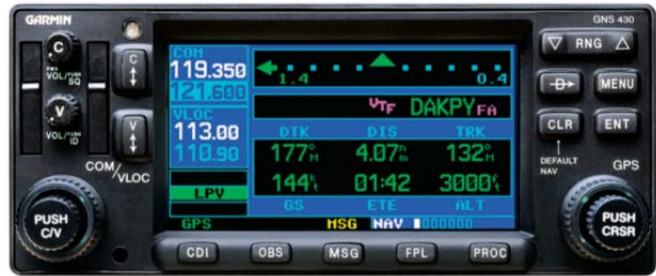 GARMIN
GNS 430
C
PWR
VOL/PUSH SQ
V
VOL/PUSH ID
C
V
COM/VLOC
PUSH C/V
COM
119.350
121.600
VLOC
113.00
110.90
LPV
GPS
1.4
0.4
VTF DAKPY FA
DTK DIS TRK
177°M 4.07nm 132°M
144kt 01:42 3000ft
GS ETE ALT
MSG NAV
RNG
D
MENU
CLR
ENT
DEFAULT NAV
GPS
PUSH CRSR
CDI
OBS
MSG
FPL
PROC